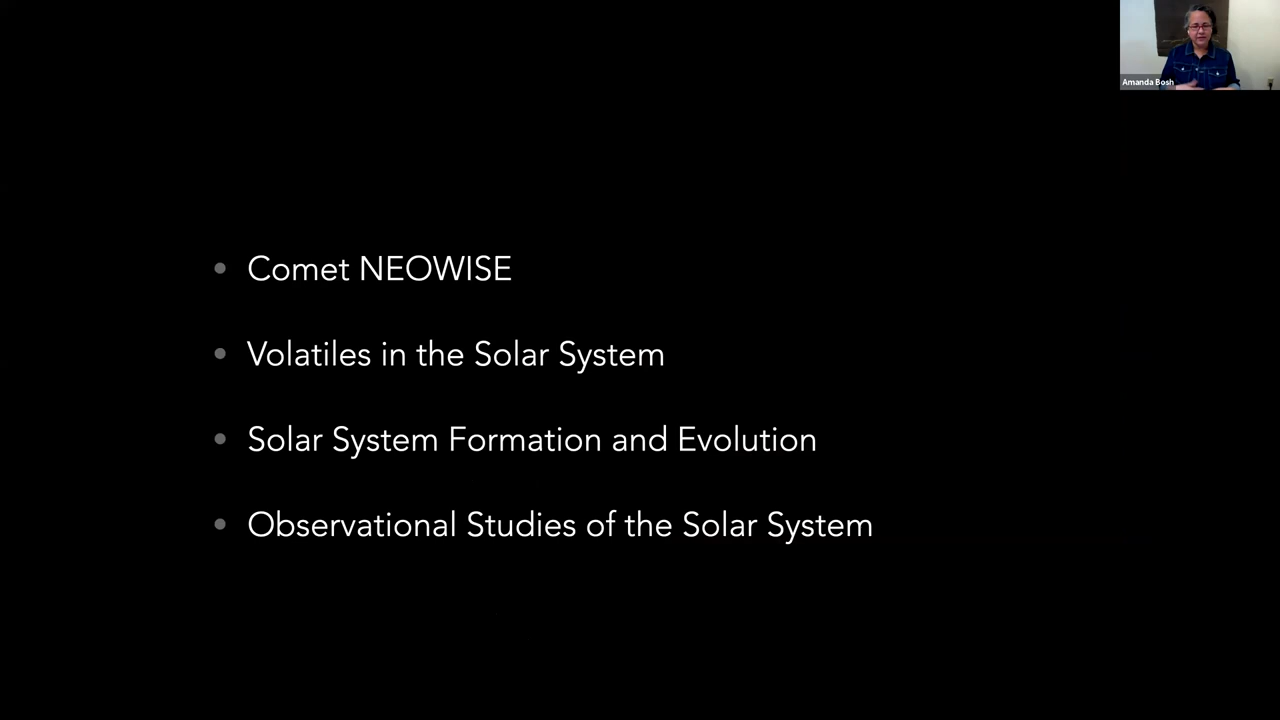 Amanda Bosh
• Comet NEOWISE
• Volatiles in the Solar System
• Solar System Formation and Evolution
• Observational Studies of the Solar System